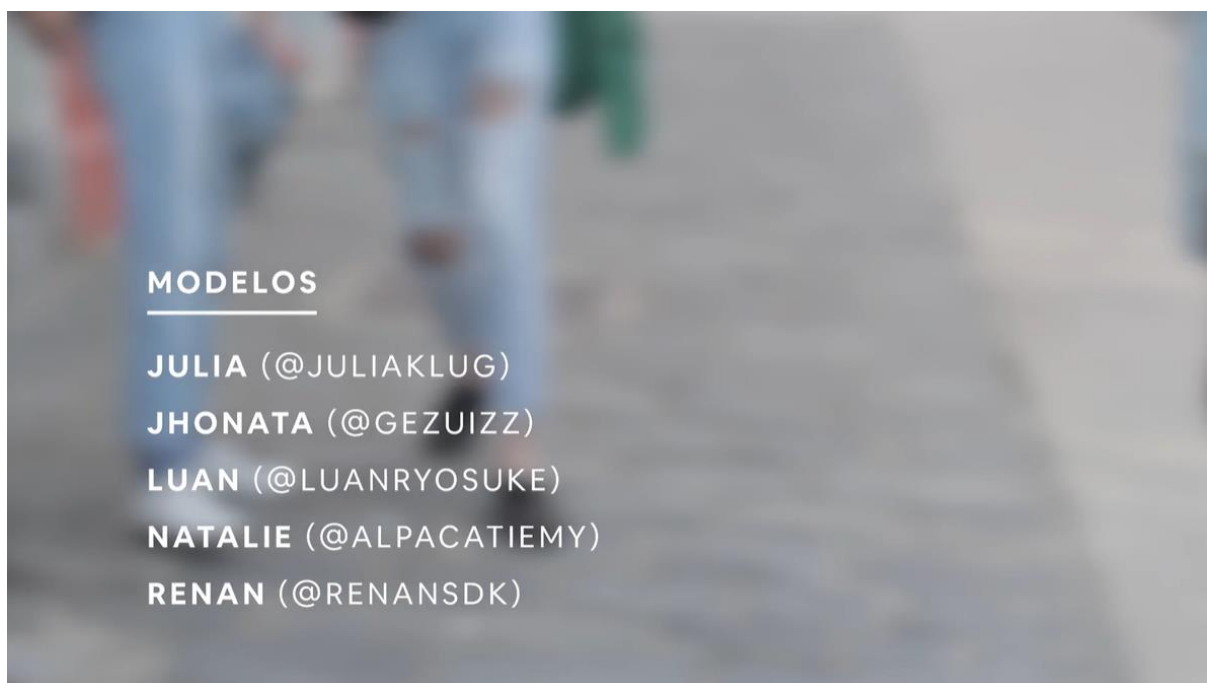 MODELOS
JULIA (@JULIAKLUG)
JHONATA (@GEZUIZZ)
LUAN (@LUANRYOSUKE)
NATALIE (@ALPACATIEMY)
RENAN (@RENANSDK)